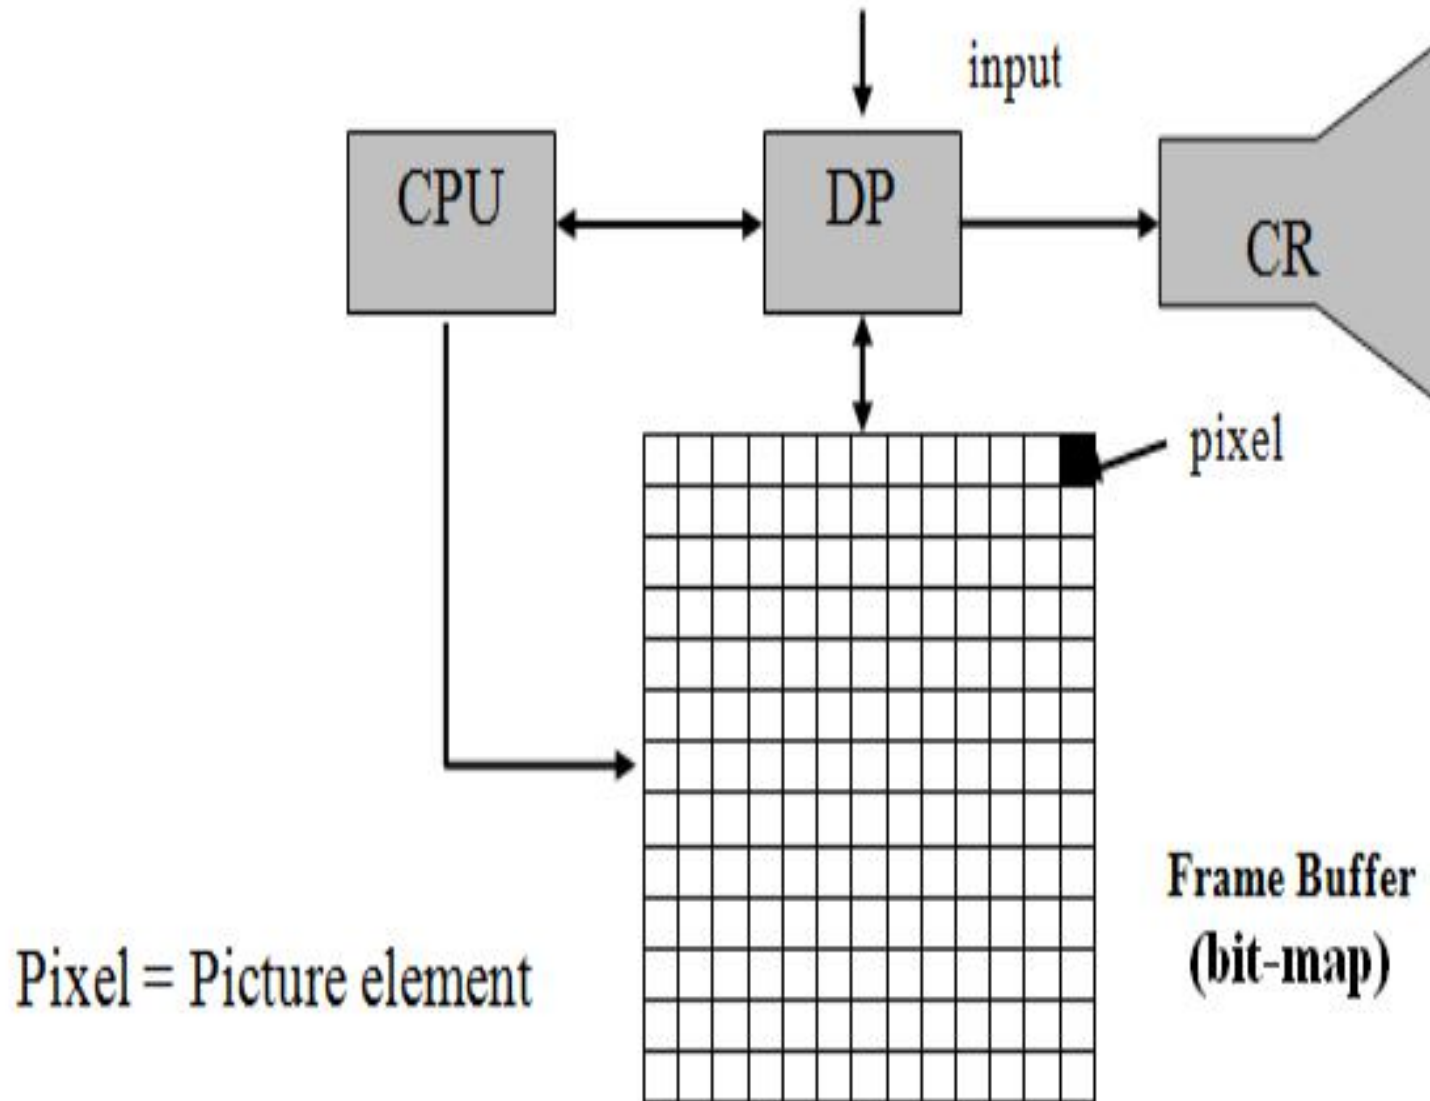 input
CPU
DP
CR
pixel
Frame Buffer
(bit-map)
Pixel = Picture element